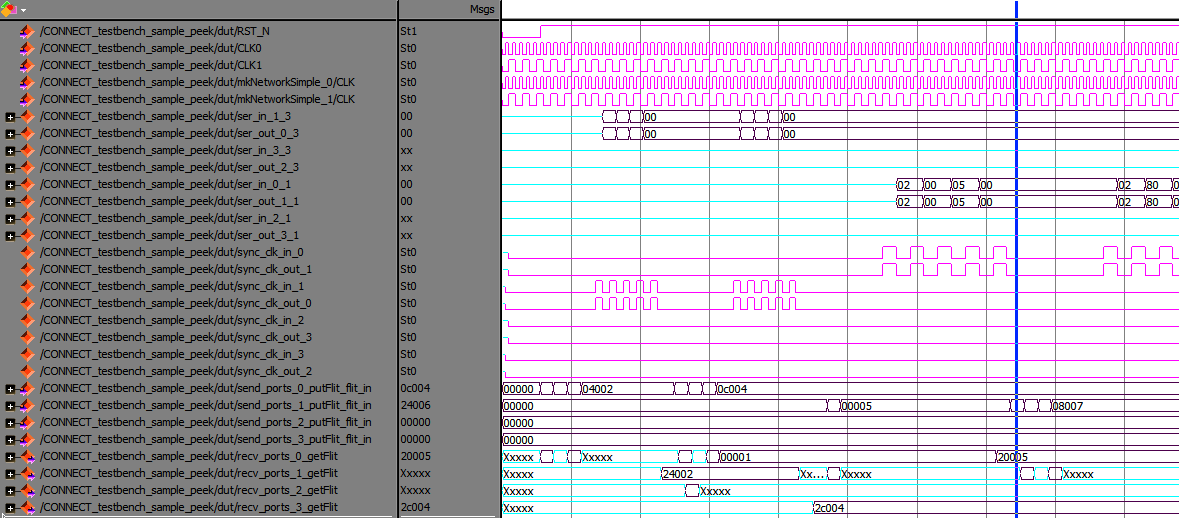 Msgs
/CONNECT_testbench_sample_peek/dut/RST_N St1
/CONNECT_testbench_sample_peek/dut/CLK0 St0
/CONNECT_testbench_sample_peek/dut/CLK1 St0
/CONNECT_testbench_sample_peek/dut/mkNetworkSimple_0/CLK St0
/CONNECT_testbench_sample_peek/dut/mkNetworkSimple_1/CLK St0
/CONNECT_testbench_sample_peek/dut/ser_in_1_3 00 00 00
/CONNECT_testbench_sample_peek/dut/ser_out_0_3 00 00 00
/CONNECT_testbench_sample_peek/dut/ser_in_3_3 xx
/CONNECT_testbench_sample_peek/dut/ser_out_2_3 xx
/CONNECT_testbench_sample_peek/dut/ser_in_0_1 00 02 00 05 00 02 80 0
/CONNECT_testbench_sample_peek/dut/ser_out_1_1 00 02 00 05 00 02 80 0
/CONNECT_testbench_sample_peek/dut/ser_in_2_1 xx
/CONNECT_testbench_sample_peek/dut/ser_out_3_1 xx
/CONNECT_testbench_sample_peek/dut/sync_clk_in_0 St0
/CONNECT_testbench_sample_peek/dut/sync_clk_out_1 St0
/CONNECT_testbench_sample_peek/dut/sync_clk_in_1 St0
/CONNECT_testbench_sample_peek/dut/sync_clk_out_0 St0
/CONNECT_testbench_sample_peek/dut/sync_clk_in_2 St0
/CONNECT_testbench_sample_peek/dut/sync_clk_out_3 St0
/CONNECT_testbench_sample_peek/dut/sync_clk_in_3 St0
/CONNECT_testbench_sample_peek/dut/sync_clk_out_2 St0
/CONNECT_testbench_sample_peek/dut/send_ports_0_putFlit_flit_in 0c004 00000 04002 0c004
/CONNECT_testbench_sample_peek/dut/send_ports_1_putFlit_flit_in 24006 00000 00005 08007
/CONNECT_testbench_sample_peek/dut/send_ports_2_putFlit_flit_in 00000 00000
/CONNECT_testbench_sample_peek/dut/send_ports_3_putFlit_flit_in 00000 00000
/CONNECT_testbench_sample_peek/dut/recv_ports_0_getFlit 20005 Xxxxx Xxxxx 00001 20005
/CONNECT_testbench_sample_peek/dut/recv_ports_1_getFlit Xxxxx Xxxxx 24002 Xx... Xxxxx Xxxxx
/CONNECT_testbench_sample_peek/dut/recv_ports_2_getFlit Xxxxx Xxxxx Xxxxx
/CONNECT_testbench_sample_peek/dut/recv_ports_3_getFlit 2c004 Xxxxx 2c004